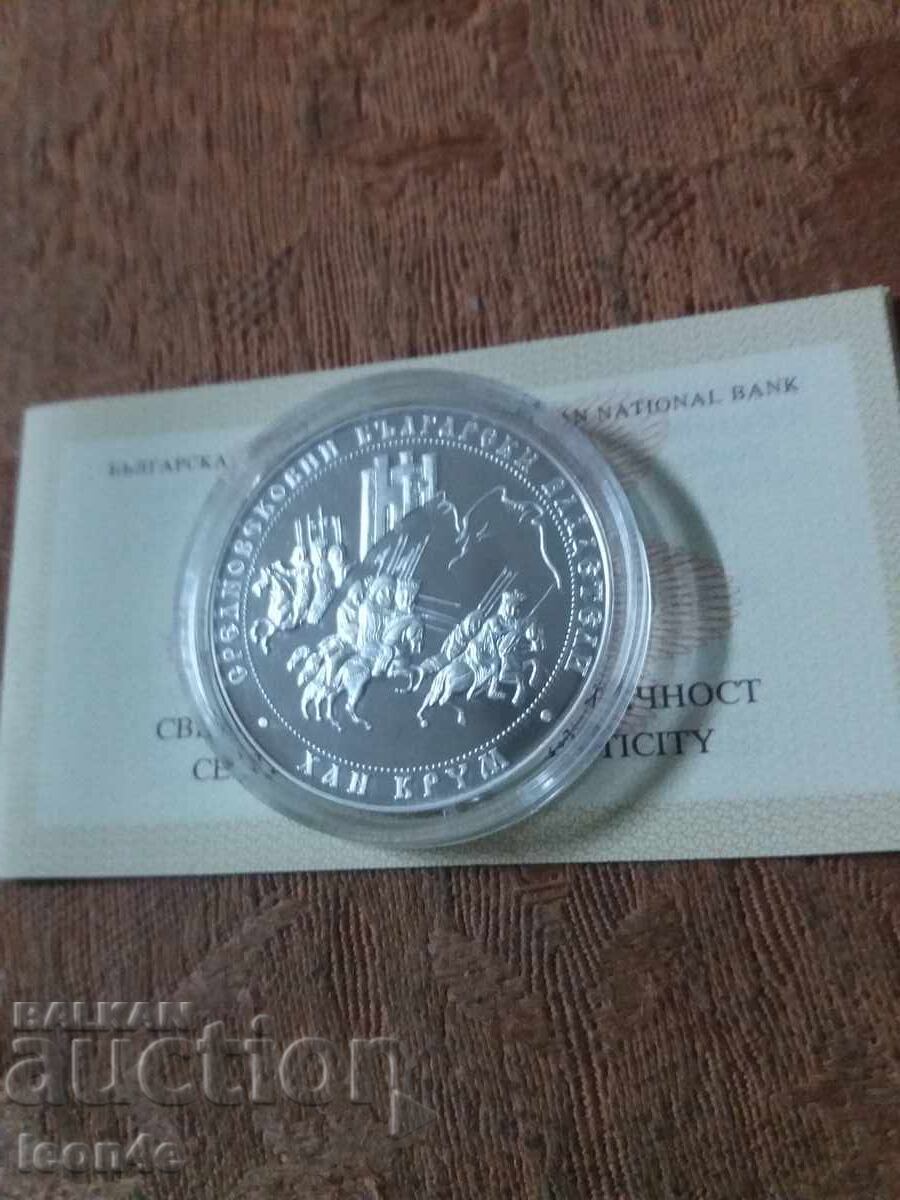 БЪЛГАРСКА
AN NATIONAL BANK
СРЕДНОВЕКОВНИ БЪЛГАРСКИ ВЛАДЕТЕЛИ
• ХАН КРУМ •
ЧНОСТ
TICITY
BALKAN
auction
leon4e